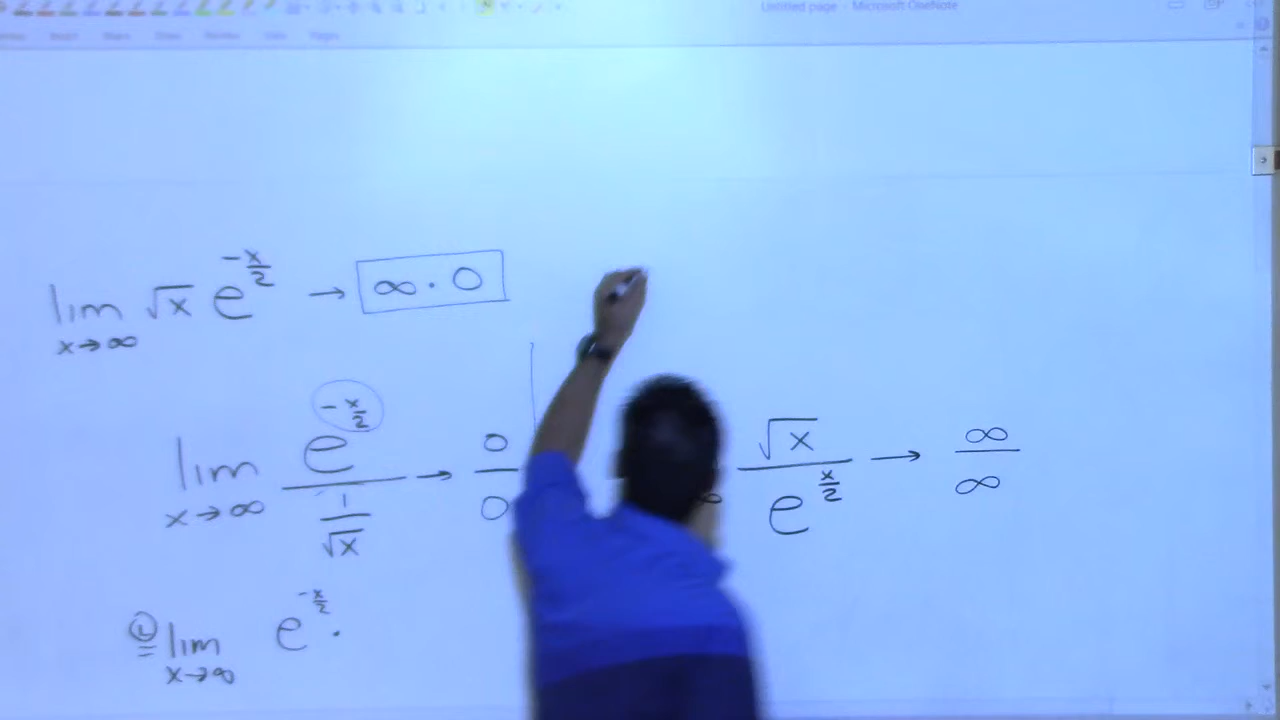 Untitled page - Microsoft OneNote
lim x→∞ √x e^(-x/2) → ∞ · 0
lim x→∞ e^(-x/2) / (1/√x) → 0/0
√x / e^(x/2) → ∞/∞
Ⓛ= lim x→∞ e^(-x/2) ·